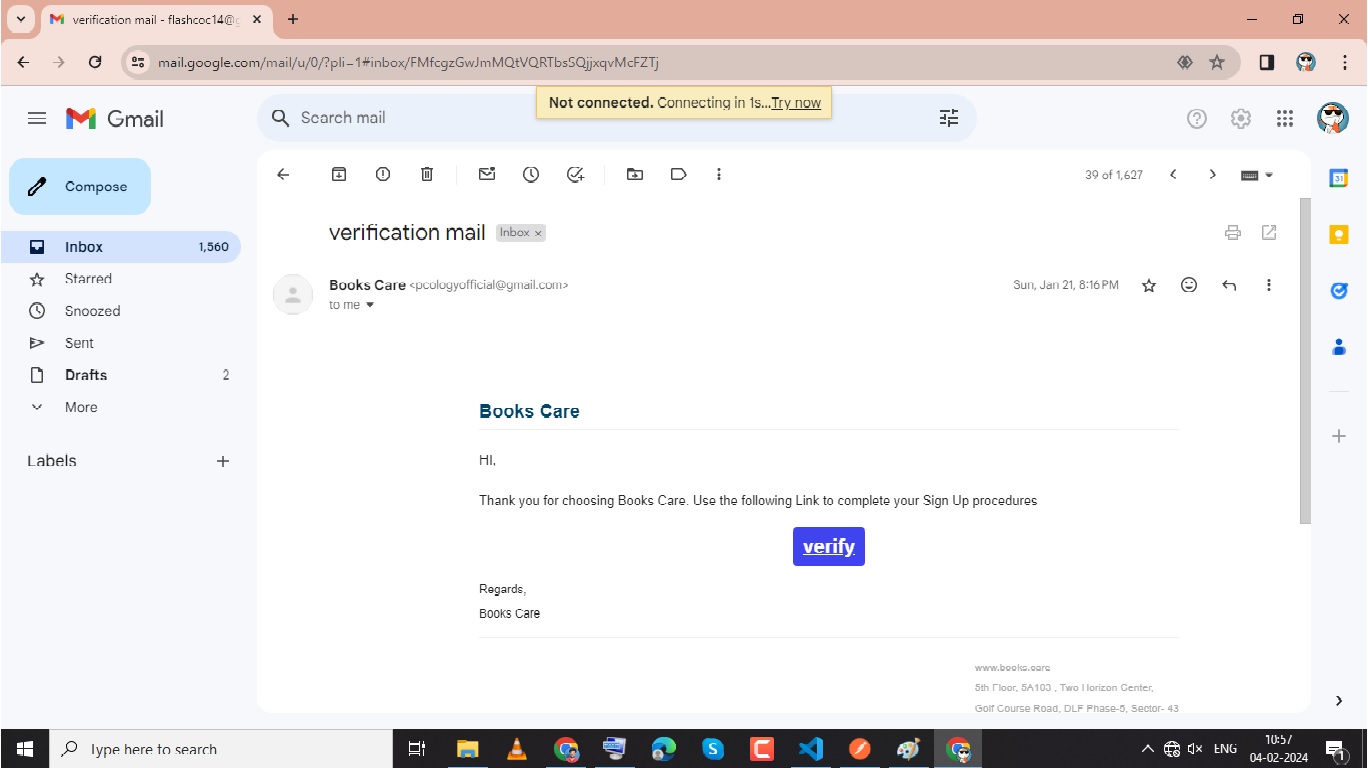 verification mail - flashcoc14@g
mail.google.com/mail/u/0/?pli=1#inbox/FMfcgzGwJmMQtVQRTbsSQjjxqvMcFZTj
Not connected. Connecting in 1s...Try now
Gmail
Search mail
Compose
39 of 1,627
Inbox 1,560
Starred
Snoozed
Sent
Drafts 2
More
Labels
verification mail Inbox x
Books Care <pcologyofficial@gmail.com>
Sun, Jan 21, 8:16 PM
to me
Books Care
HI,
Thank you for choosing Books Care. Use the following Link to complete your Sign Up procedures
verify
Regards,
Books Care
www.books.care
5th Floor, 5A103 , Two Horizon Center,
Golf Course Road, DLF Phase-5, Sector- 43
31
Type here to search
ENG
10:57
04-02-2024
1